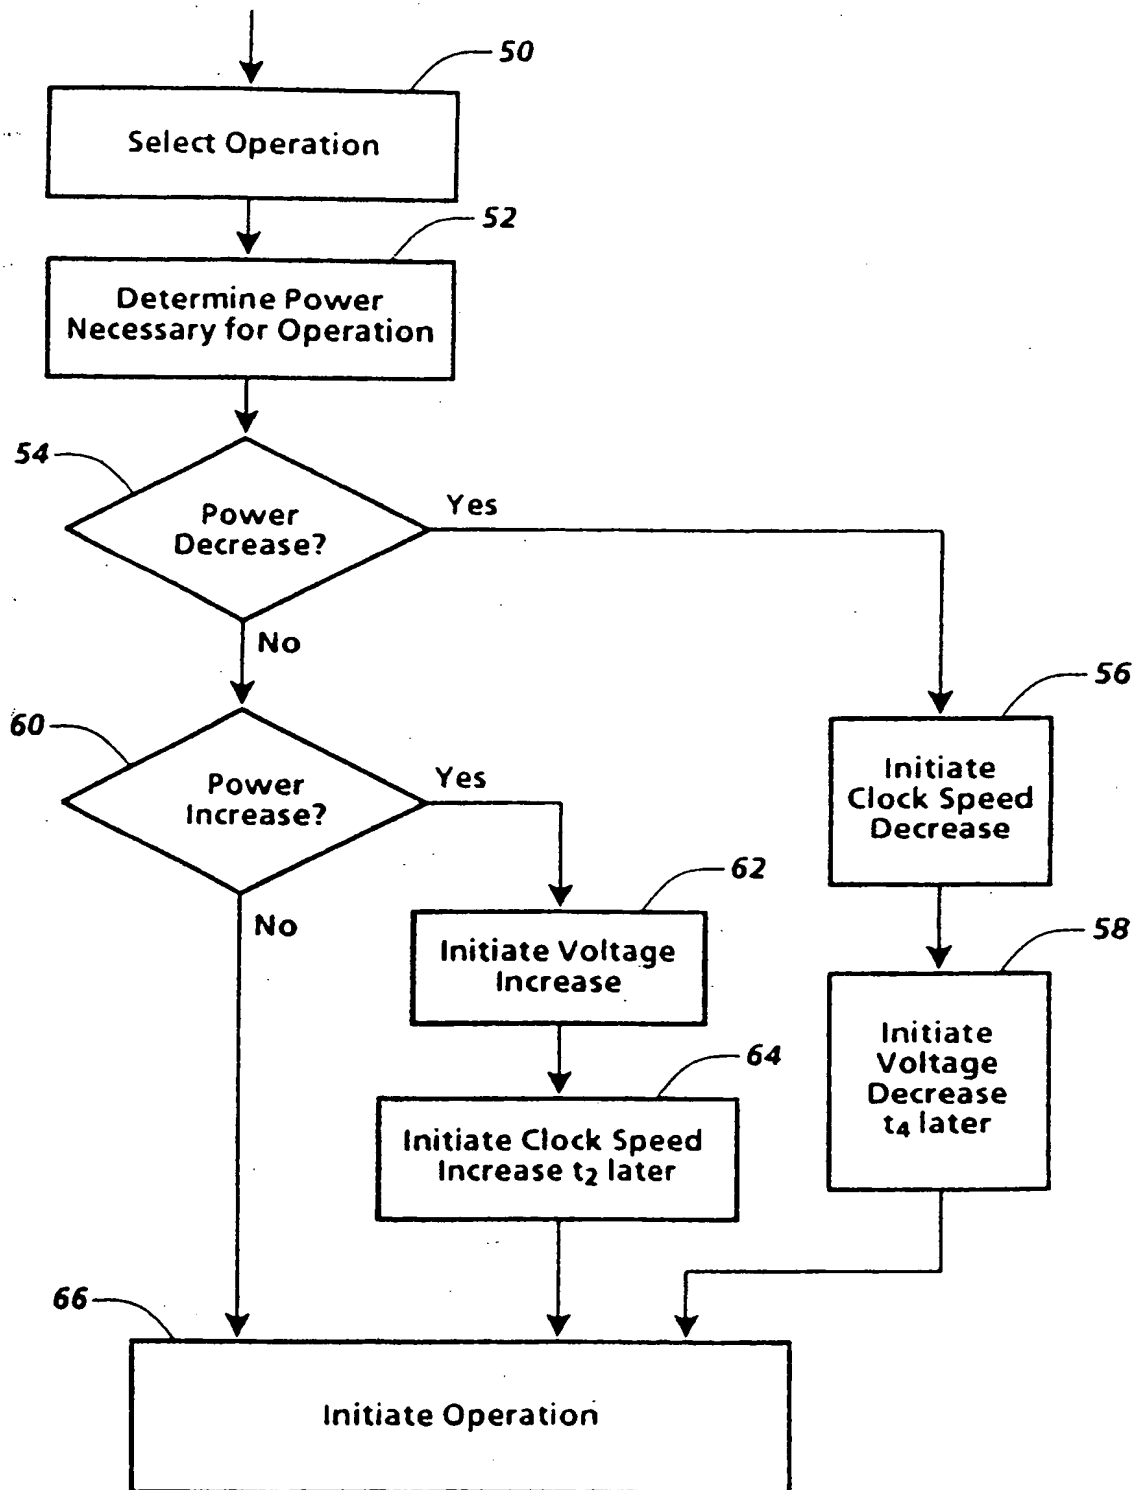 50
Select Operation
52
Determine Power
Necessary for Operation
54
Power
Decrease?
Yes
No
56
Initiate
Clock Speed
Decrease
60
Power
Increase?
Yes
No
62
Initiate Voltage
Increase
58
Initiate
Voltage
Decrease
t₄ later
64
Initiate Clock Speed
Increase t₂ later
66
Initiate Operation